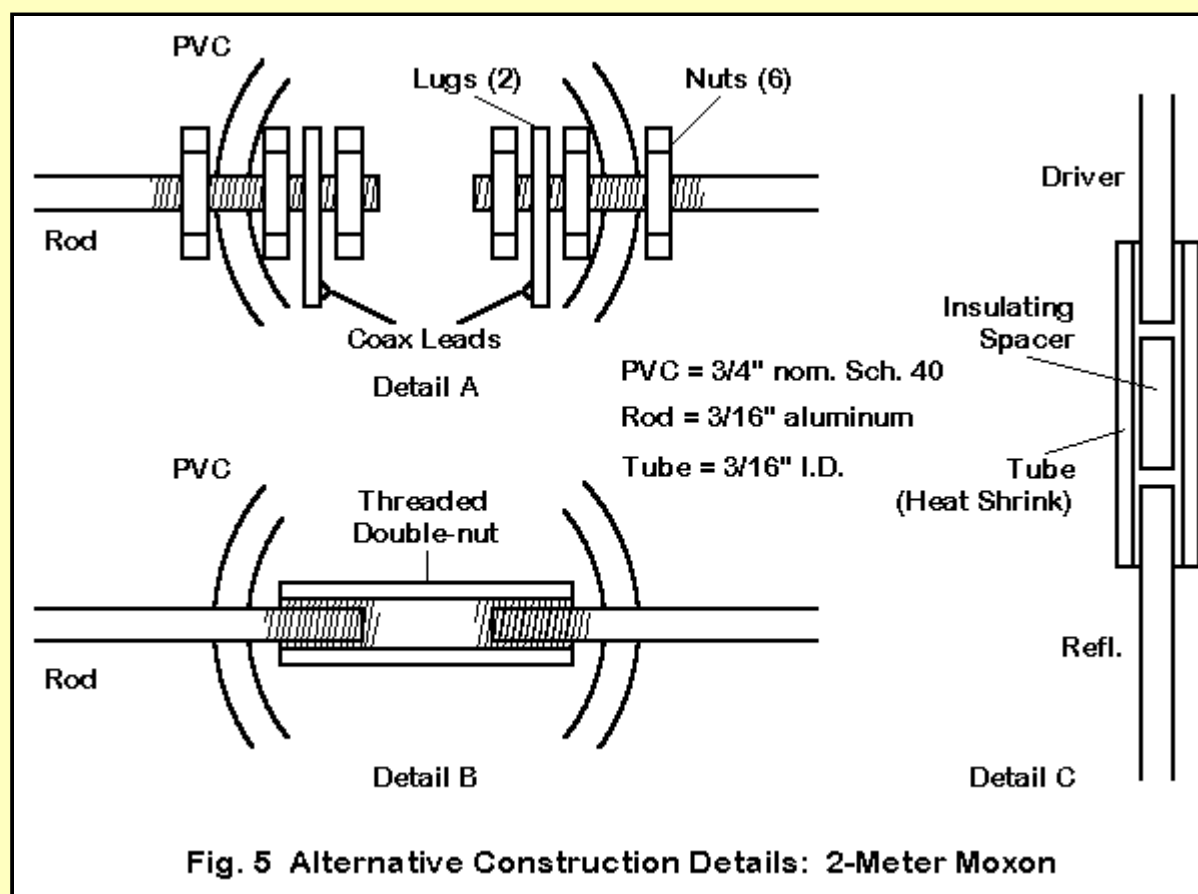 PVC
Lugs (2)
Nuts (6)
Rod
Coax Leads
Detail A
PVC = 3/4" nom. Sch. 40
Rod = 3/16" aluminum
Tube = 3/16" I.D.
PVC
Threaded
Double-nut
Rod
Detail B
Driver
Insulating
Spacer
Tube
(Heat Shrink)
Refl.
Detail C
Fig. 5 Alternative Construction Details: 2-Meter Moxon